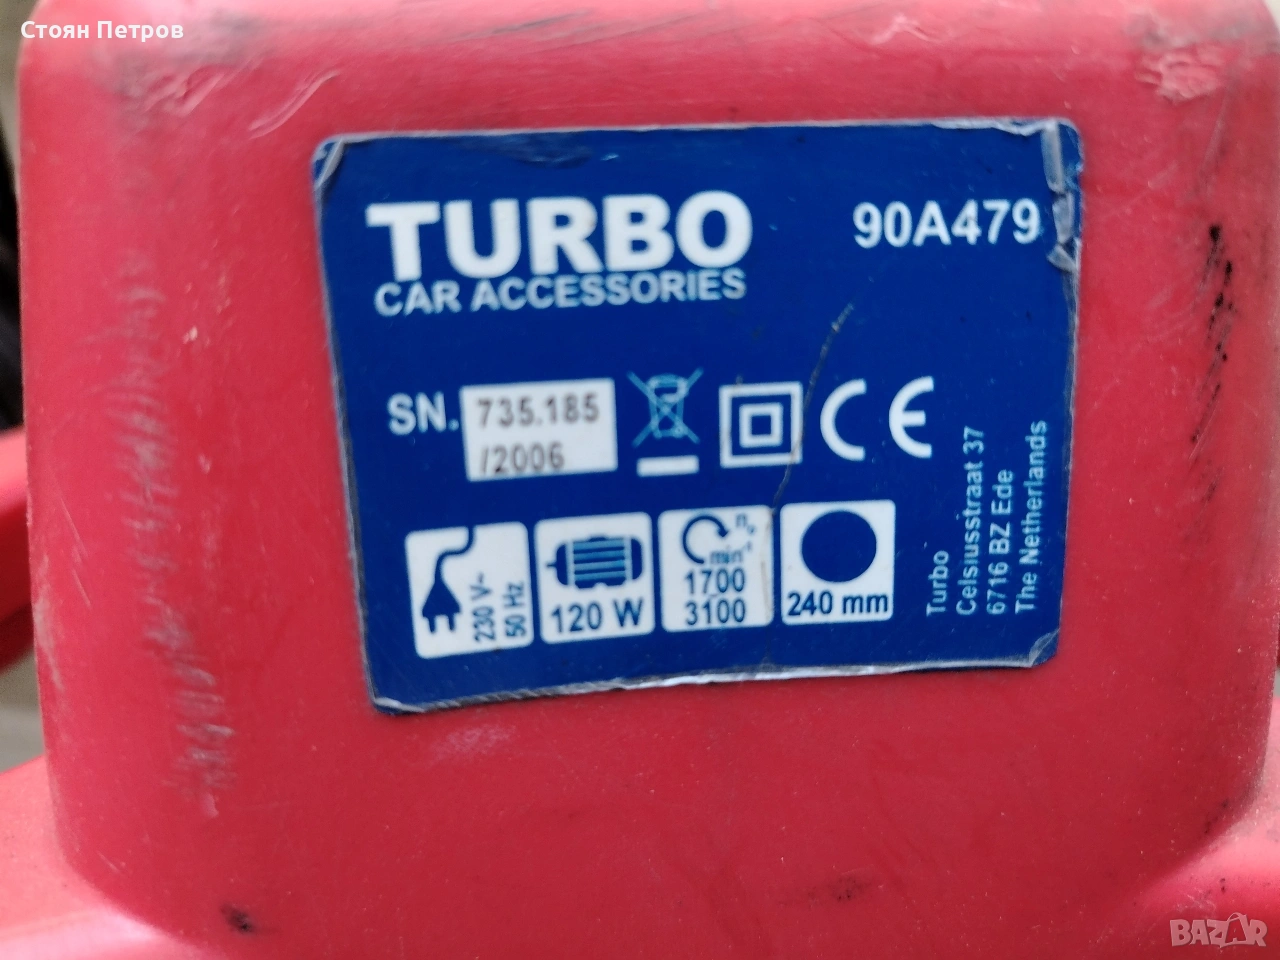 Стоян Петров
TURBO
90A479
CAR ACCESSORIES
SN. 735.185
/2006
CE
230 V~
50 Hz
120 W
n₀
min⁻¹
1700
3100
240 mm
Turbo
Celsiusstraat 37
6716 BZ Ede
The Netherlands
BAZAR